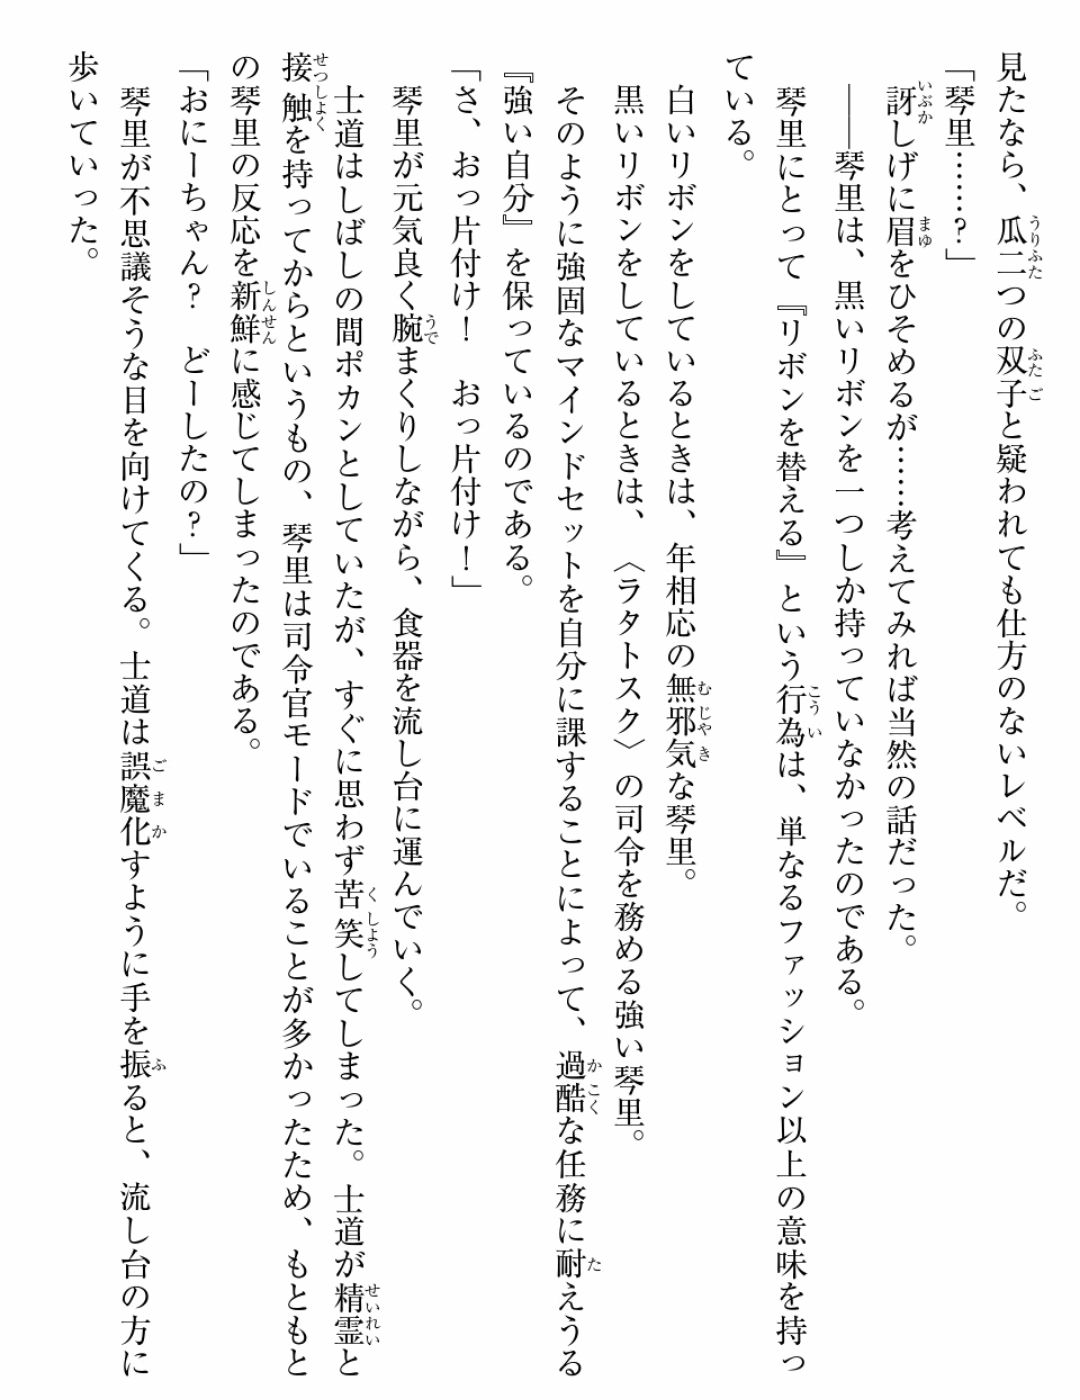 見たなら、瓜二つの双子と疑われても仕方のないレベルだ。
「琴里……?」
　訝しげに眉をひそめるが……考えてみれば当然の話だった。
　――琴里は、黒いリボンを一つしか持っていなかったのである。
　琴里にとって『リボンを替える』という行為は、単なるファッション以上の意味を持っ
ている。
　白いリボンをしているときは、年相応の無邪気な琴里。
　黒いリボンをしているときは、〈ラタトスク〉の司令を務める強い琴里。
　そのように強固なマインドセットを自分に課することによって、過酷な任務に耐えうる
『強い自分』を保っているのである。
「さ、おっ片付け!　おっ片付け!」
　琴里が元気良く腕まくりしながら、食器を流し台に運んでいく。
　士道はしばしの間ポカンとしていたが、すぐに思わず苦笑してしまった。士道が精霊と
接触を持ってからというもの、琴里は司令官モードでいることが多かったため、もともと
の琴里の反応を新鮮に感じてしまったのである。
「おにーちゃん?　どーしたの?」
　琴里が不思議そうな目を向けてくる。士道は誤魔化すように手を振ると、流し台の方に
歩いていった。